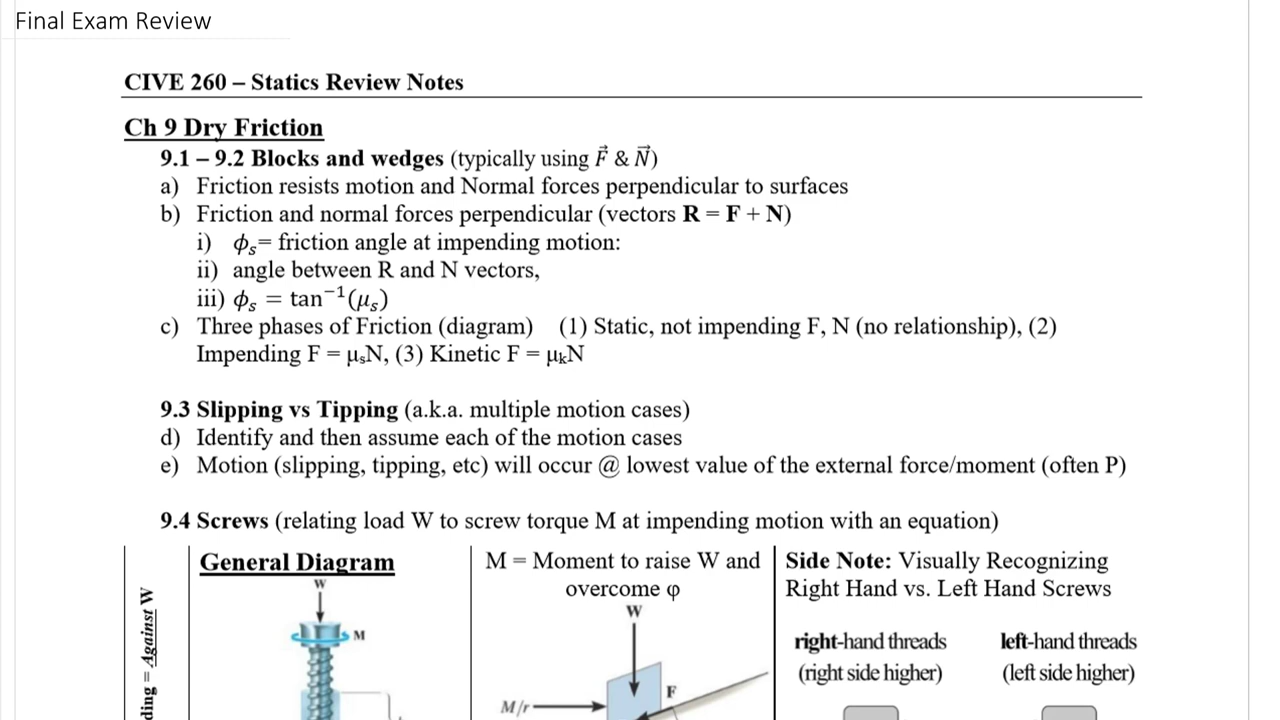 Final Exam Review
CIVE 260 – Statics Review Notes
Ch 9 Dry Friction
9.1 – 9.2 Blocks and wedges (typically using F⃗ & N⃗)
a) Friction resists motion and Normal forces perpendicular to surfaces
b) Friction and normal forces perpendicular (vectors R = F + N)
i) ϕₛ= friction angle at impending motion:
ii) angle between R and N vectors,
iii) ϕₛ = tan⁻¹(μₛ)
c) Three phases of Friction (diagram) (1) Static, not impending F, N (no relationship), (2)
Impending F = μₛN, (3) Kinetic F = μₖN
9.3 Slipping vs Tipping (a.k.a. multiple motion cases)
d) Identify and then assume each of the motion cases
e) Motion (slipping, tipping, etc) will occur @ lowest value of the external force/moment (often P)
9.4 Screws (relating load W to screw torque M at impending motion with an equation)
ding = Against W
General Diagram
W
M
M = Moment to raise W and
overcome φ
W
F
M/r
Side Note: Visually Recognizing
Right Hand vs. Left Hand Screws
right-hand threads
(right side higher)
left-hand threads
(left side higher)